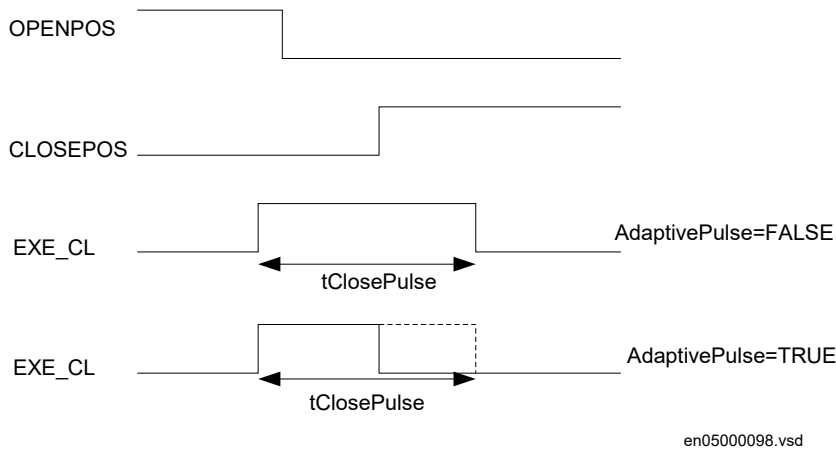 OPENPOS
CLOSEPOS
EXE_CL
AdaptivePulse=FALSE
tClosePulse
EXE_CL
AdaptivePulse=TRUE
tClosePulse
en05000098.vsd